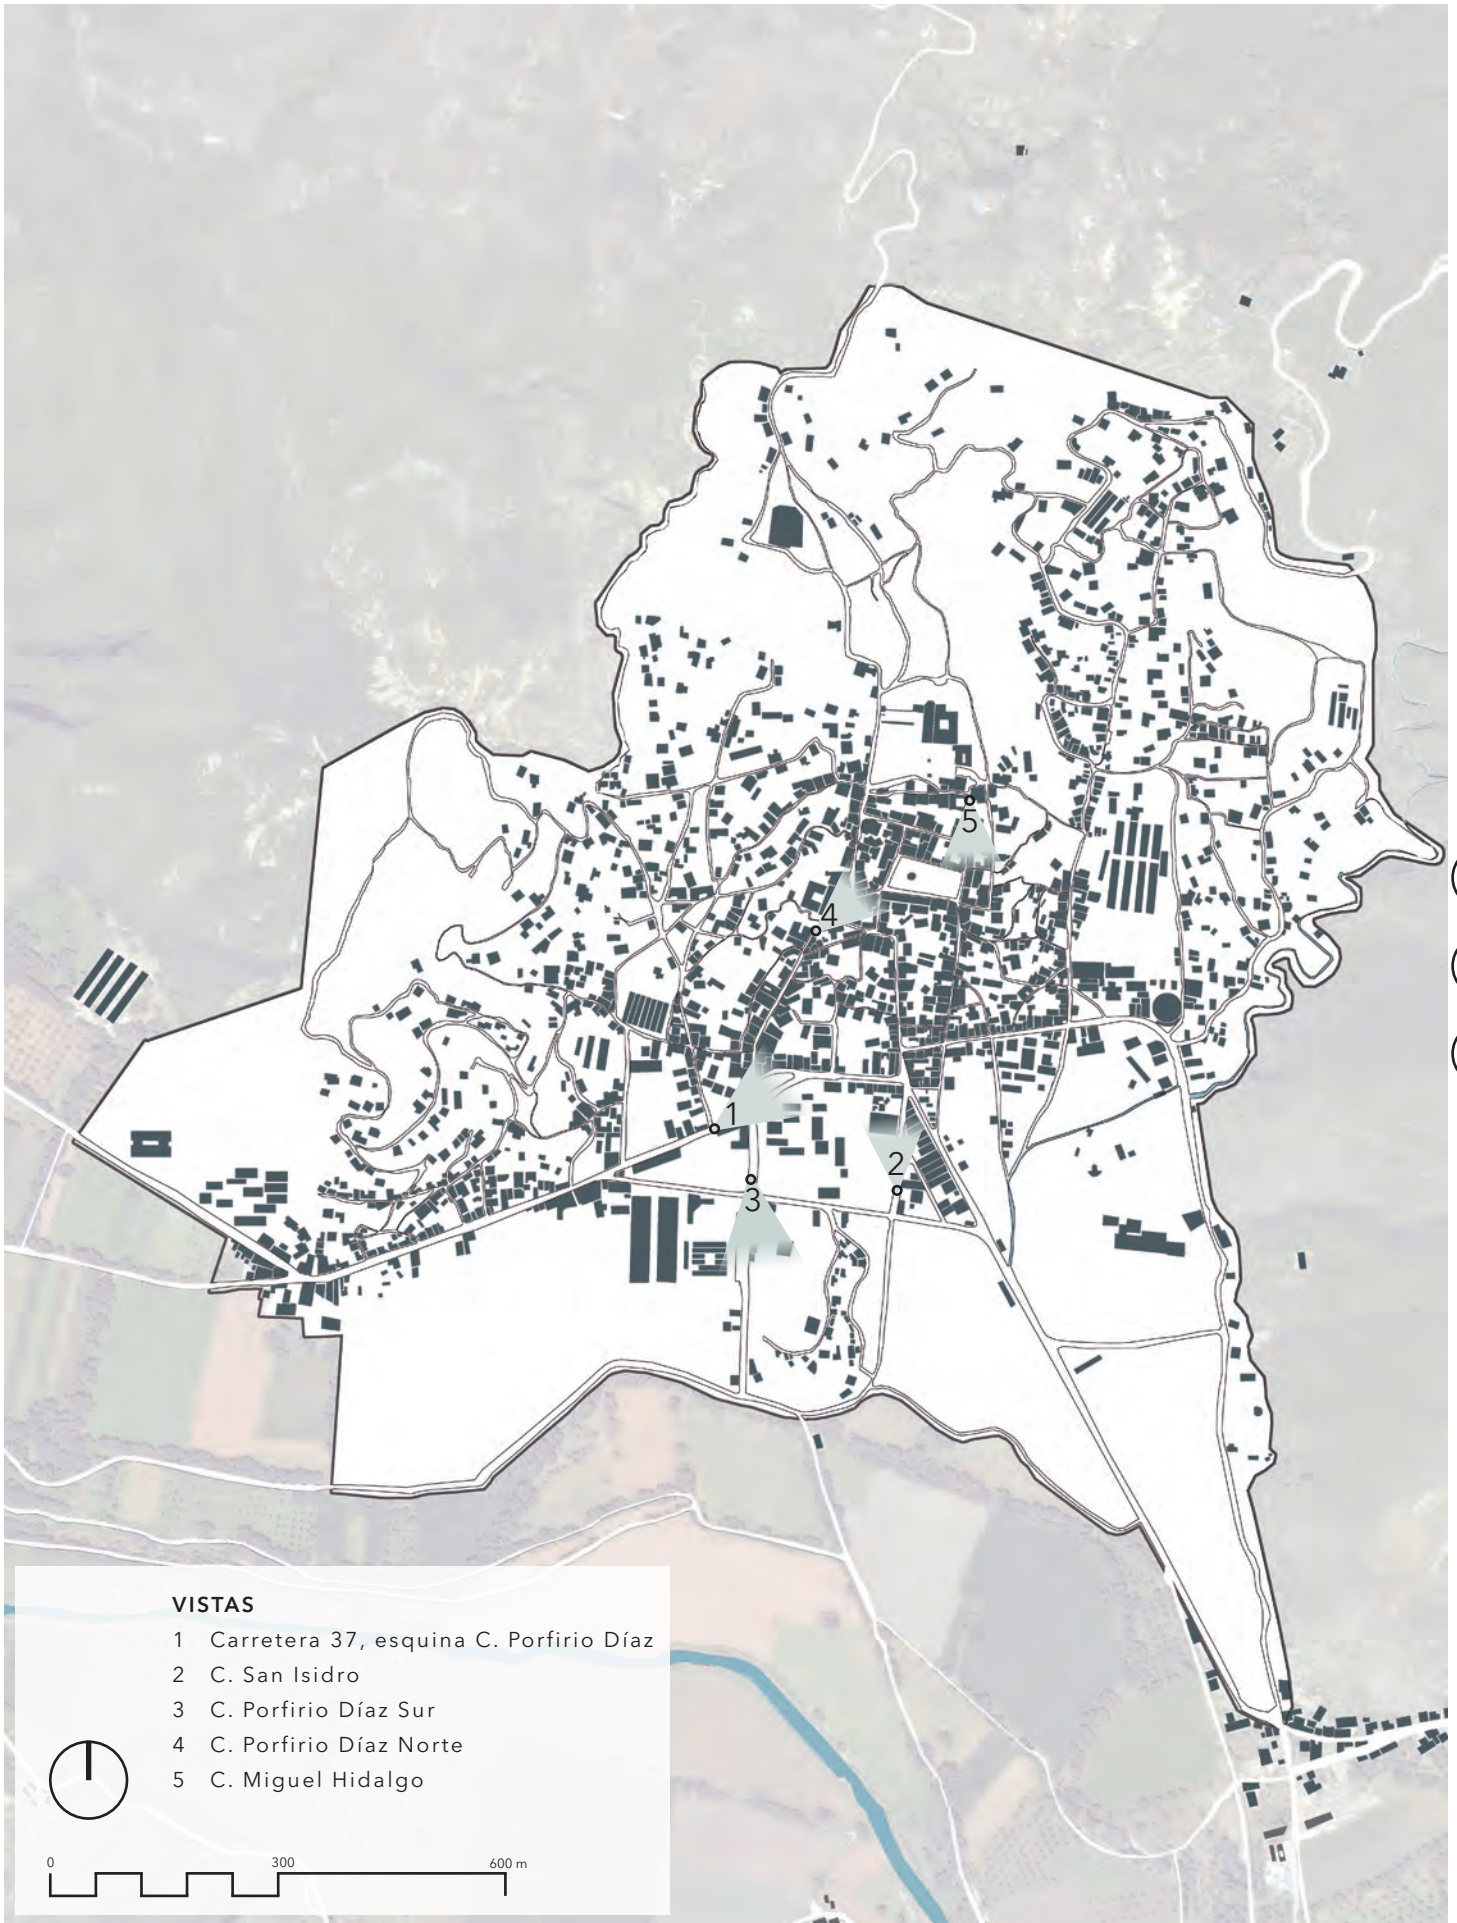 5
4
1
2
3
VISTAS
1 Carretera 37, esquina C. Porfirio Díaz
2 C. San Isidro
3 C. Porfirio Díaz Sur
4 C. Porfirio Díaz Norte
5 C. Miguel Hidalgo
0 300 600 m